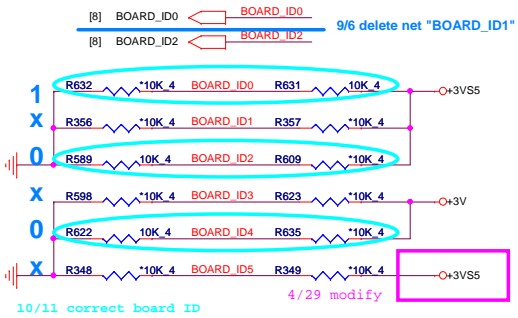 [8] BOARD_ID0 BOARD_ID0
9/6 delete net "BOARD_ID1"
[8] BOARD_ID2 BOARD_ID2
1 R632 *10K_4 BOARD_ID0 R631 10K_4 +3VS5
x R356 *10K_4 BOARD_ID1 R357 *10K_4
0 R589 10K_4 BOARD_ID2 R609 *10K_4
x R598 *10K_4 BOARD_ID3 R623 *10K_4 +3V
0 R622 10K_4 BOARD_ID4 R635 *10K_4
x R348 *10K_4 BOARD_ID5 R349 *10K_4 +3VS5
4/29 modify
10/11 correct board ID